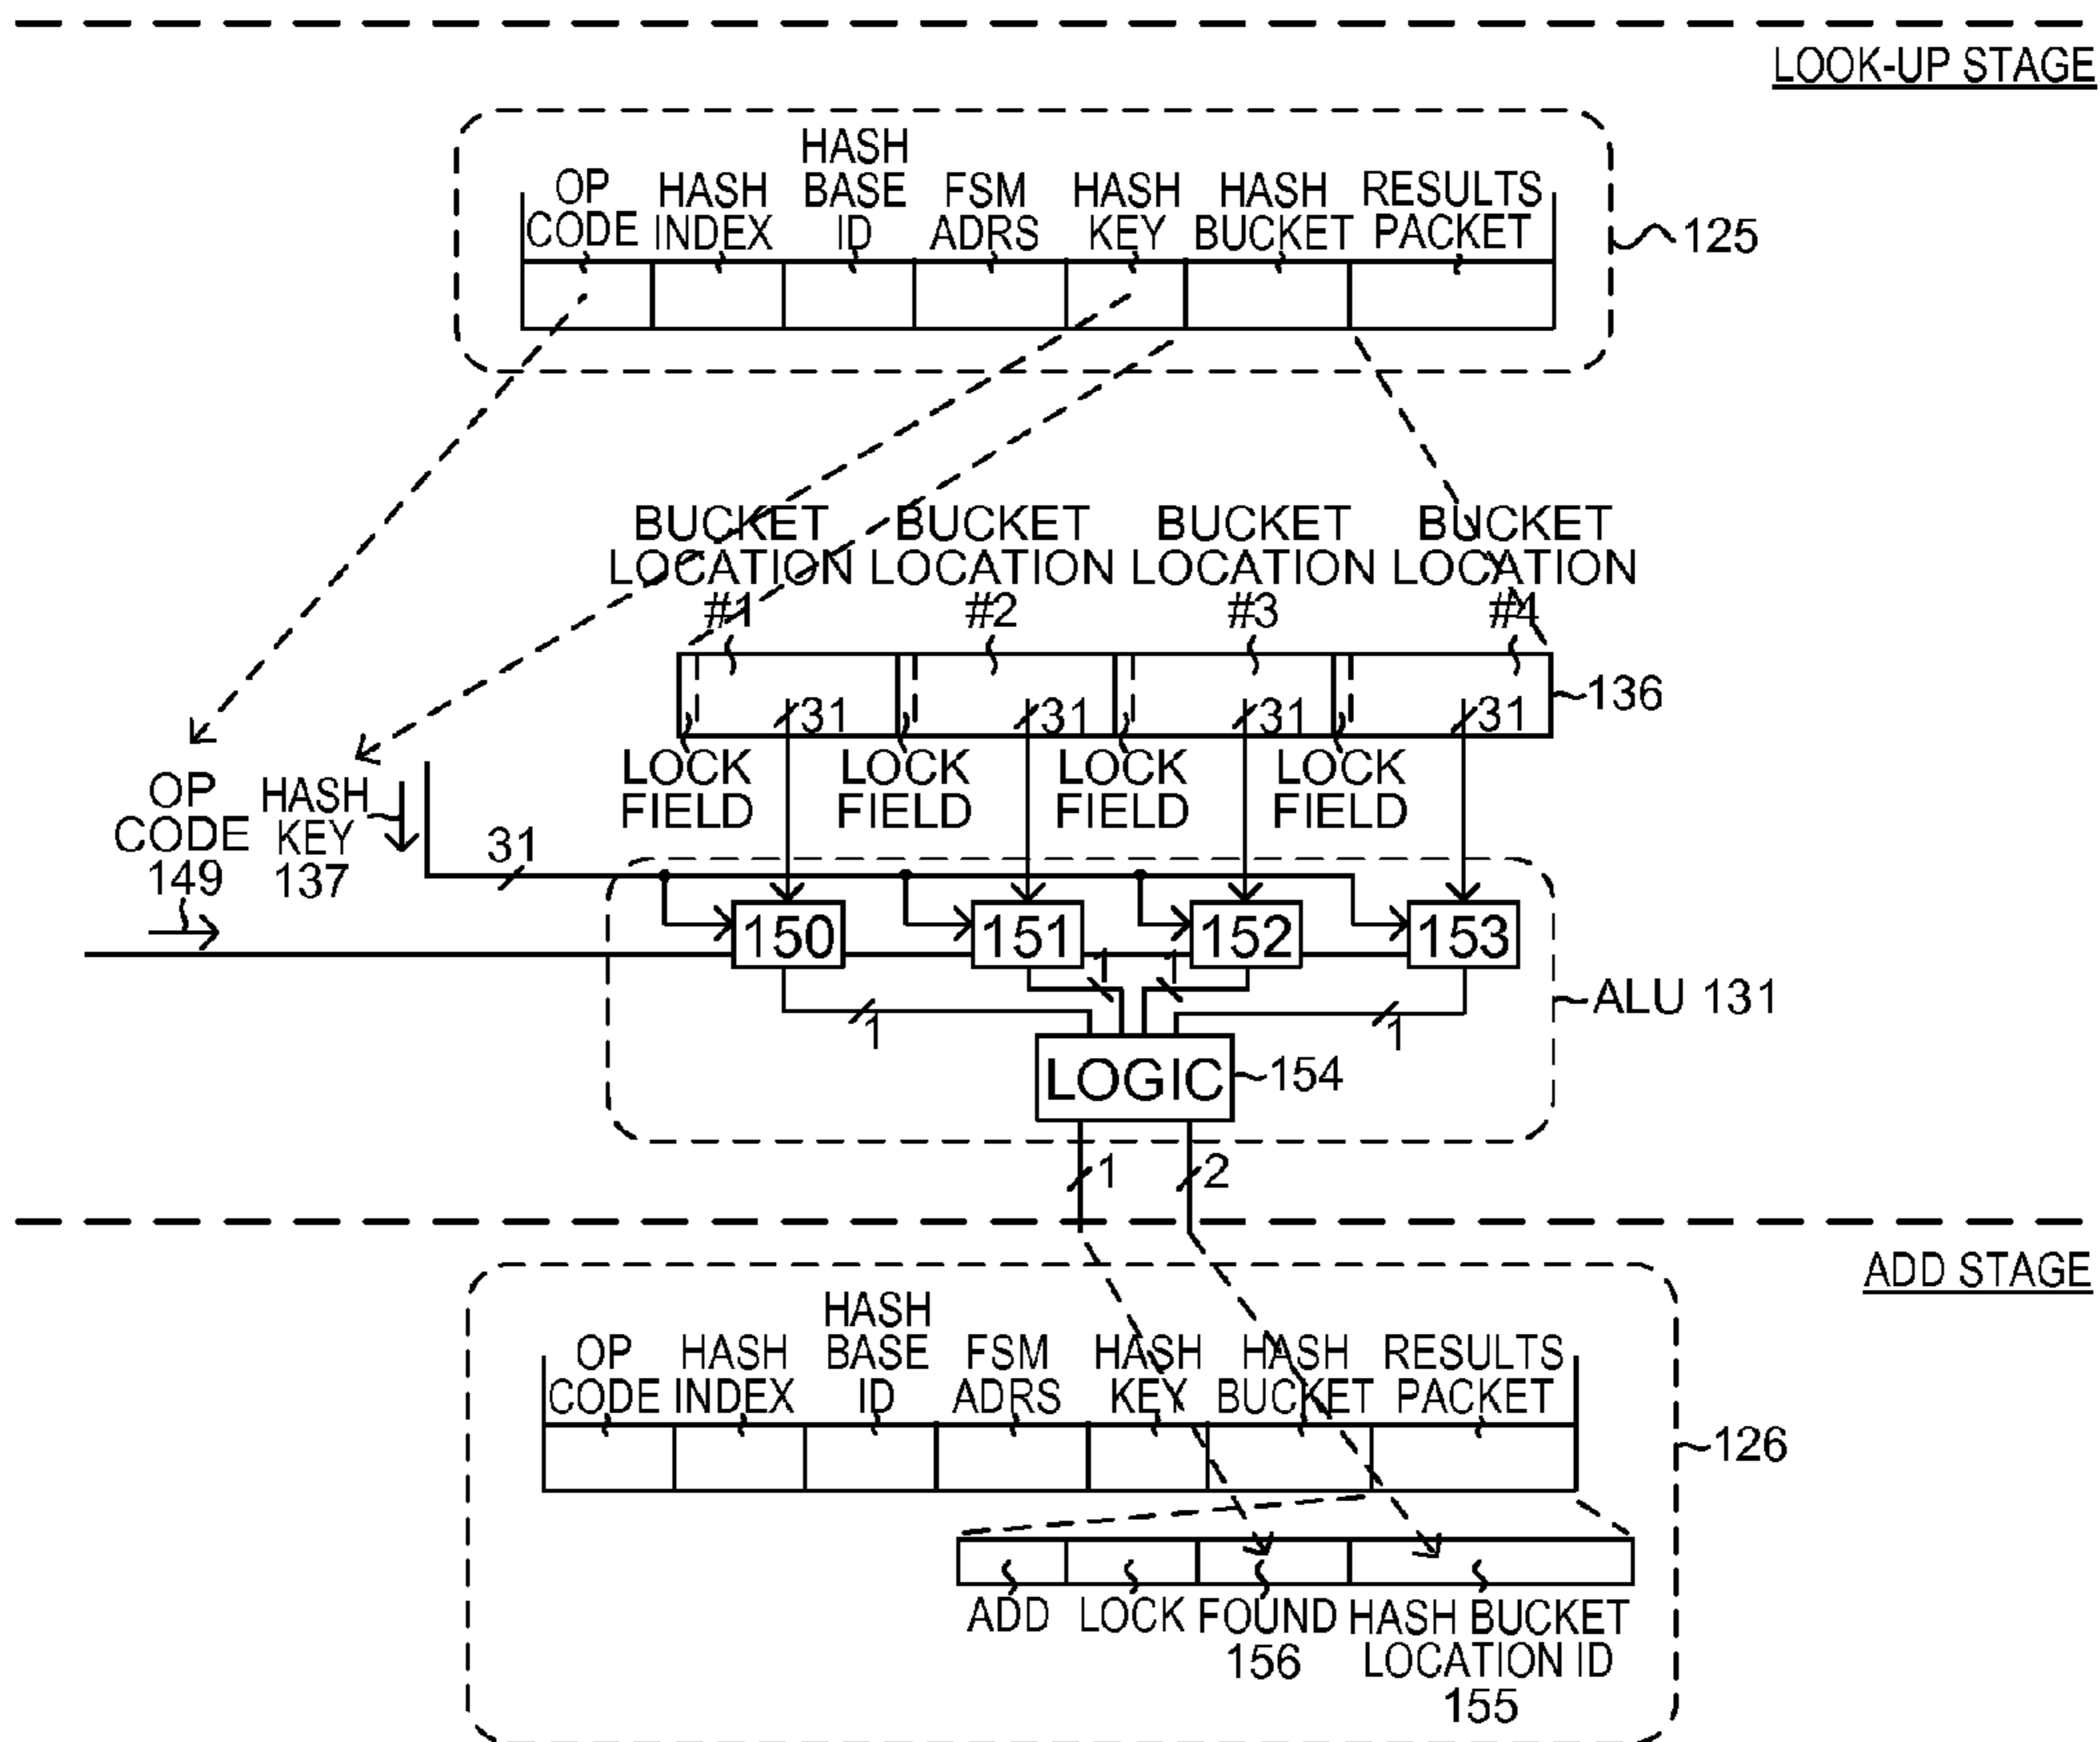 LOOK-UP STAGE
HASH
OP HASH BASE FSM HASH HASH RESULTS
CODE INDEX ID ADRS KEY BUCKET PACKET
125
BUCKET BUCKET BUCKET BUCKET
LOCATION LOCATION LOCATION LOCATION
#1 #2 #3 #4
136
31 31 31 31
LOCK LOCK LOCK LOCK
FIELD FIELD FIELD FIELD
OP HASH
CODE KEY 31
149 137
150 151 152 153
1 1
ALU 131
1 1
LOGIC 154
1 2
ADD STAGE
HASH
OP HASH BASE FSM HASH HASH RESULTS
CODE INDEX ID ADRS KEY BUCKET PACKET
126
ADD LOCK FOUND HASH BUCKET
156 LOCATION ID
155